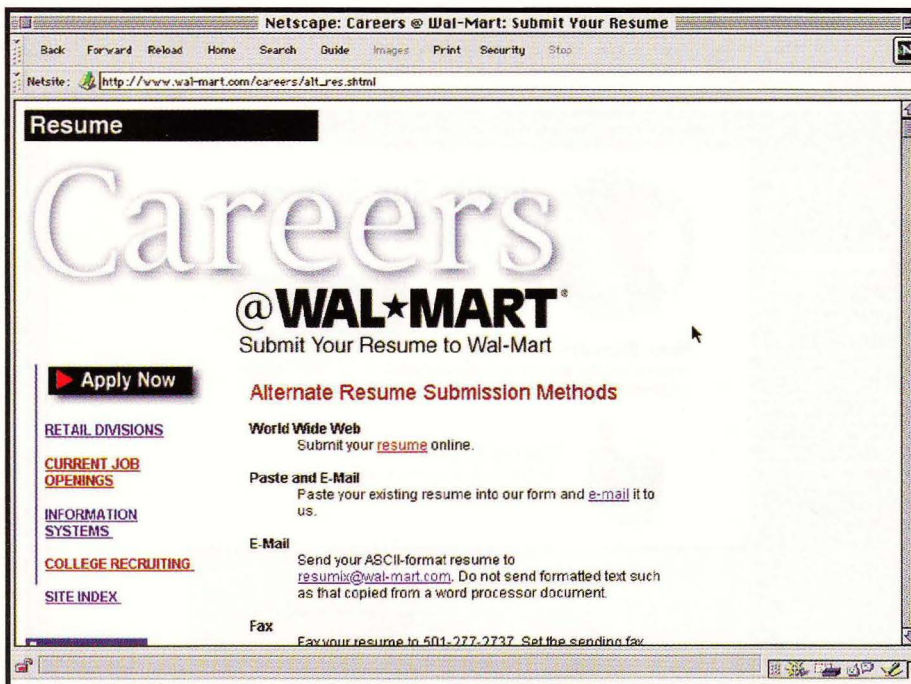 Netscape: Careers @ Wal-Mart: Submit Your Resume
Back Forward Reload Home Search Guide Images Print Security Stop
N
Netsite: http://www.wal-mart.com/careers/alt_res.shtml
Resume
Careers
@WAL★MART®
Submit Your Resume to Wal-Mart
Apply Now
RETAIL DIVISIONS
CURRENT JOB
OPENINGS
INFORMATION
SYSTEMS
COLLEGE RECRUITING
SITE INDEX
Alternate Resume Submission Methods
World Wide Web
Submit your resume online.
Paste and E-Mail
Paste your existing resume into our form and e-mail it to
us.
E-Mail
Send your ASCII-format resume to
resumix@wal-mart.com. Do not send formatted text such
as that copied from a word processor document.
Fax
Fax your resume to 501-277-2737. Set the sending fax